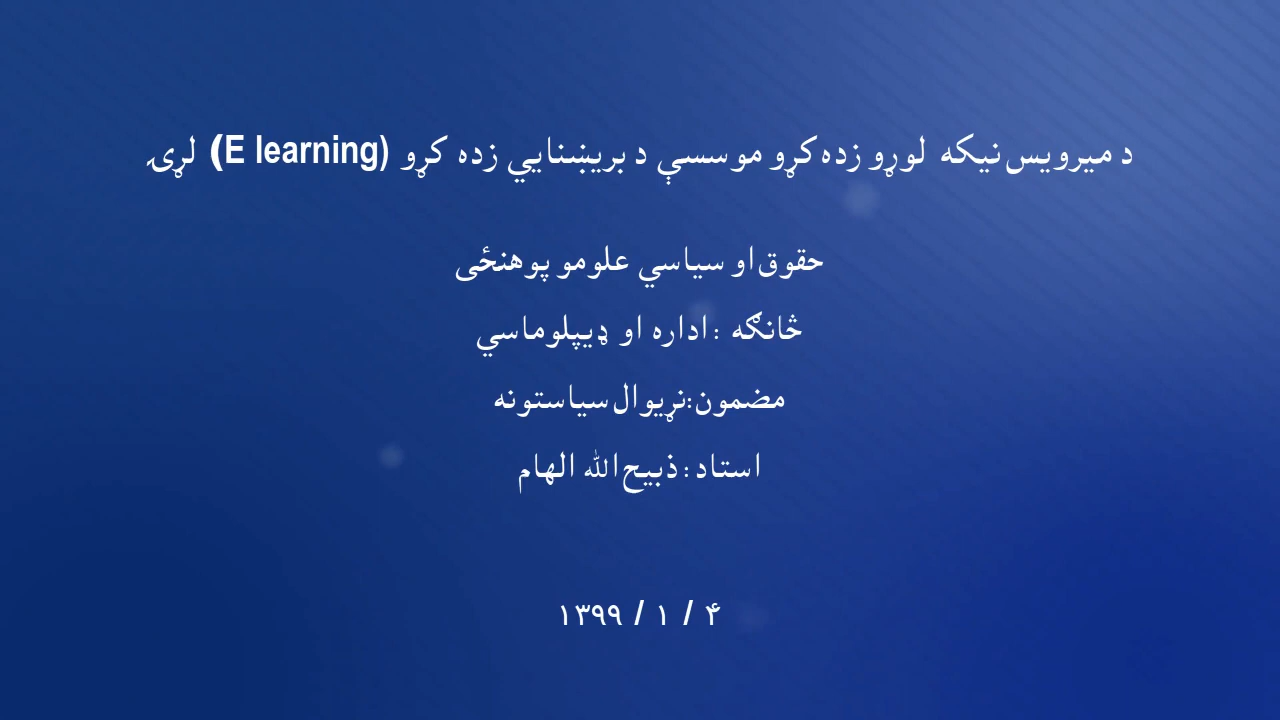 د میرویس نیکه لوړو زده کړو موسسې د بریښنایي زده کړو (E learning) لړۍ
حقوق او سیاسي علومو پوهنځی
څانګه : اداره او ډیپلوماسي
مضمون:نړیوال سیاستونه
استاد : ذبیح الله الهام
۱۳۹۹ / ۱ / ۴